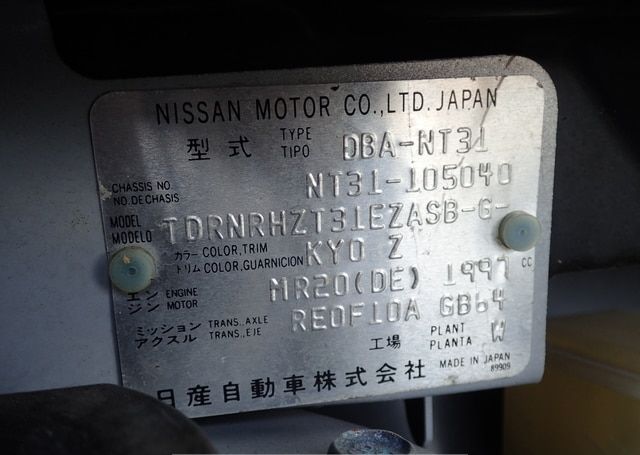 NISSAN MOTOR CO.,LTD. JAPAN
型式 TYPE TIPO DBA-NT31
CHASSIS NO. NO. DE CHASIS NT31-105040
MODEL MODELO TDRNRHZT31EZASB-G-
カラー COLOR, TRIM トリム COLOR, GUARNICION KY0 Z
エンジン ENGINE MOTOR MR20(DE) 1997 CC
ミッション アクスル TRANS., AXLE TRANS., EJE RE0F10A GB64
工場 PLANT PLANTA W
日産自動車株式会社 MADE IN JAPAN
89909